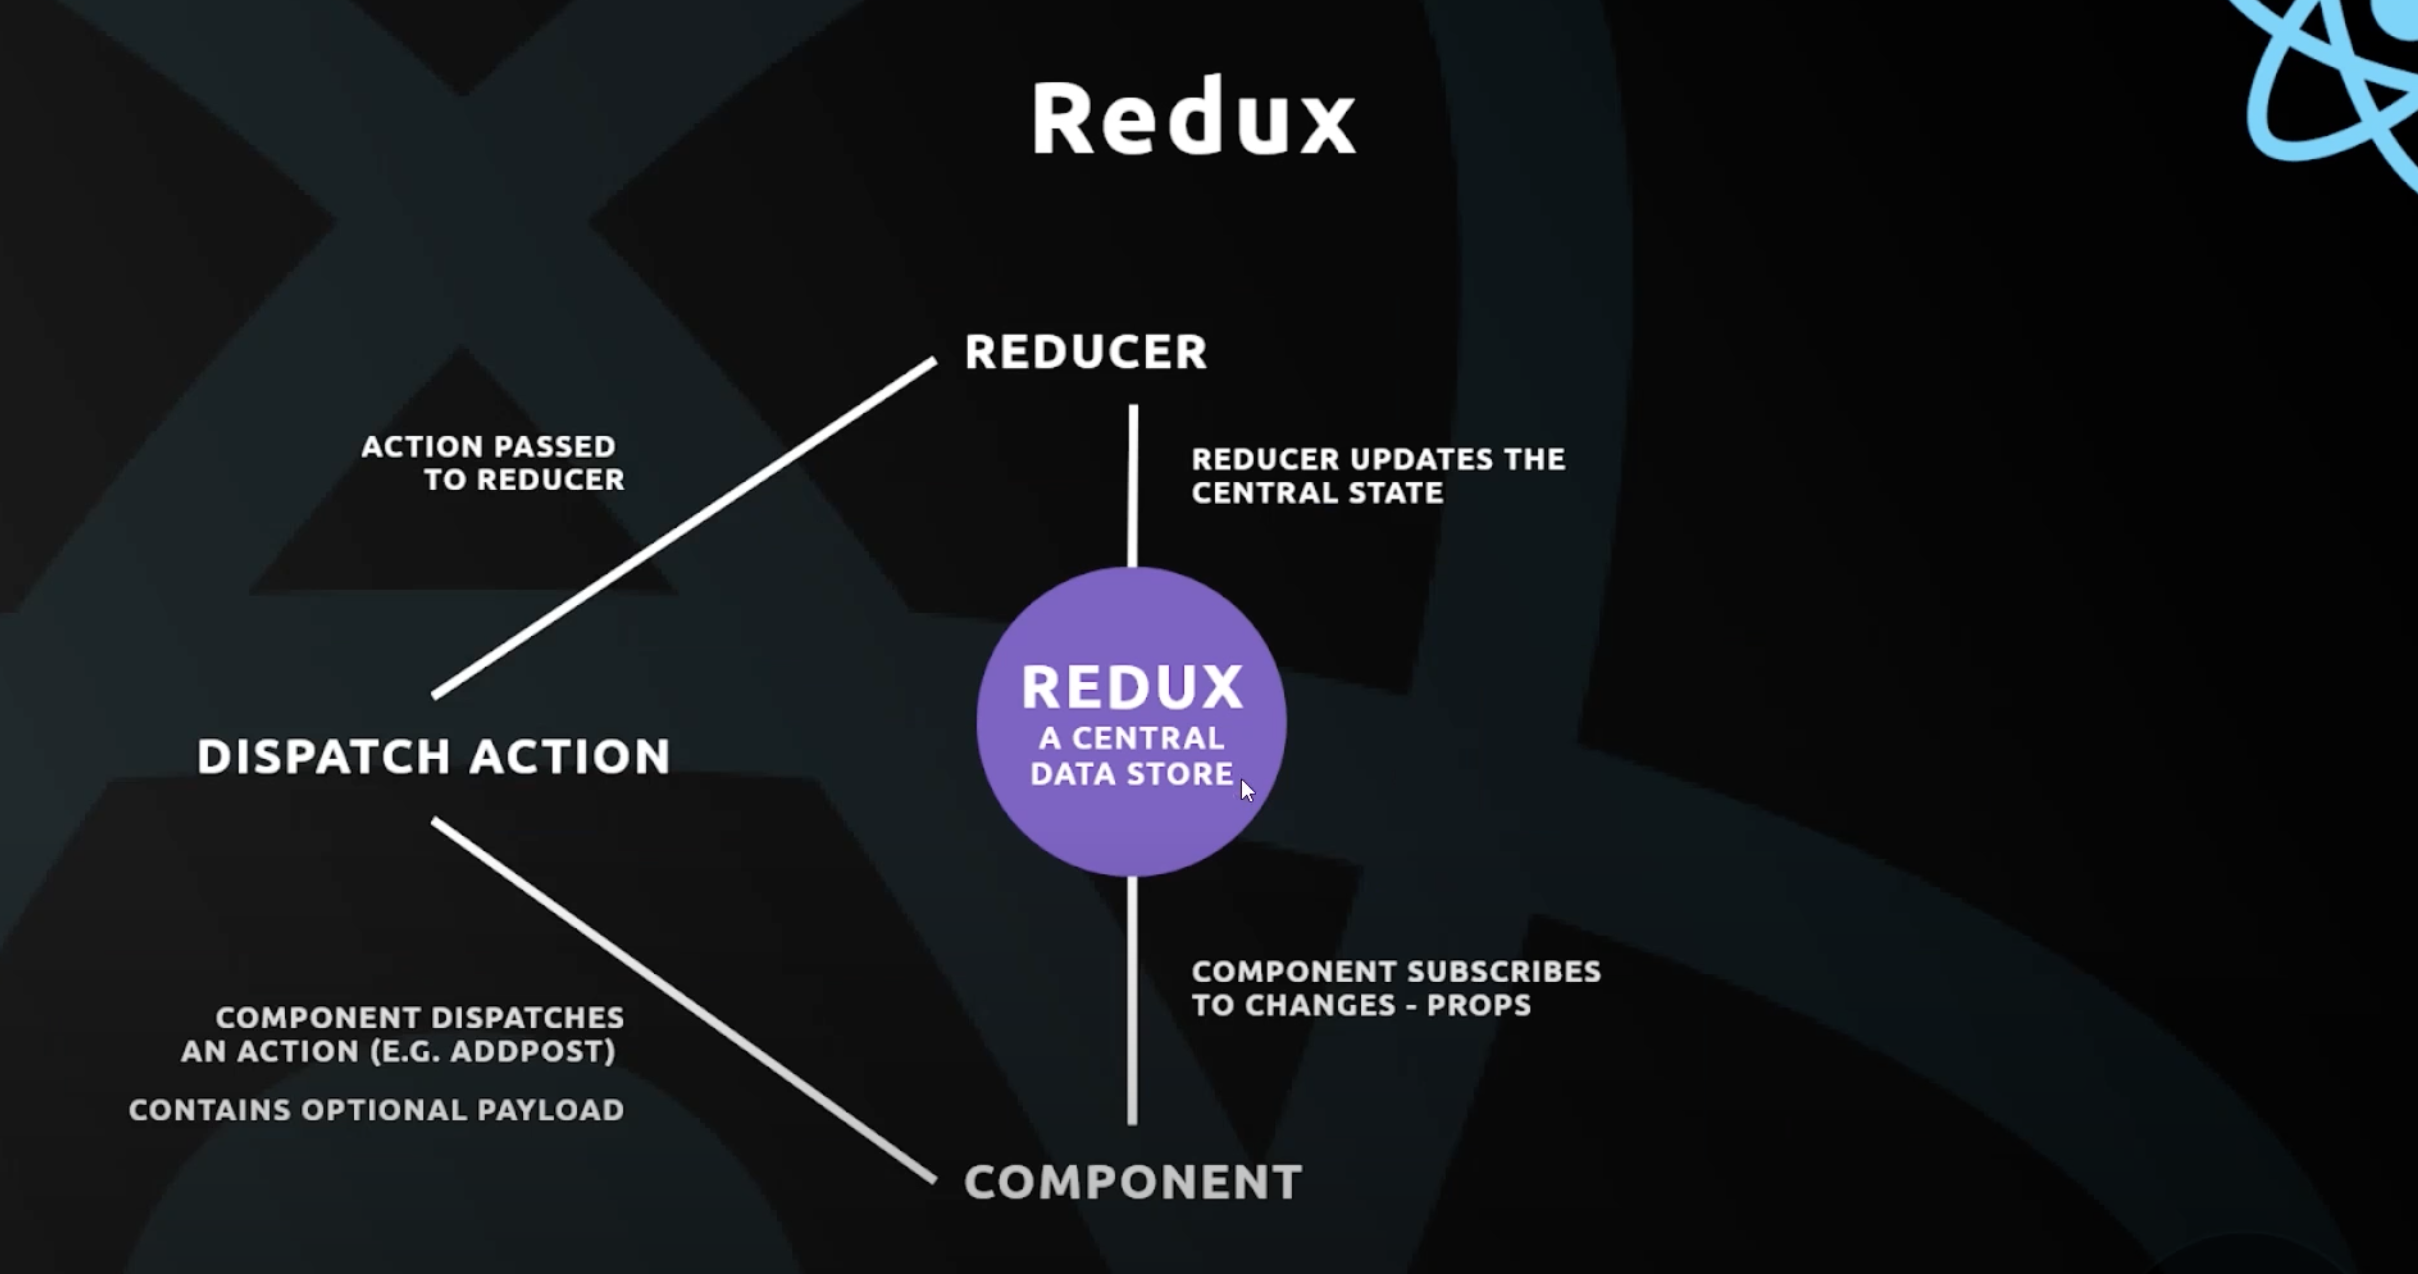 Redux
REDUCER
ACTION PASSED
TO REDUCER
REDUCER UPDATES THE
CENTRAL STATE
REDUX
A CENTRAL
DATA STORE
DISPATCH ACTION
COMPONENT SUBSCRIBES
TO CHANGES - PROPS
COMPONENT DISPATCHES
AN ACTION (E.G. ADDPOST)
CONTAINS OPTIONAL PAYLOAD
COMPONENT